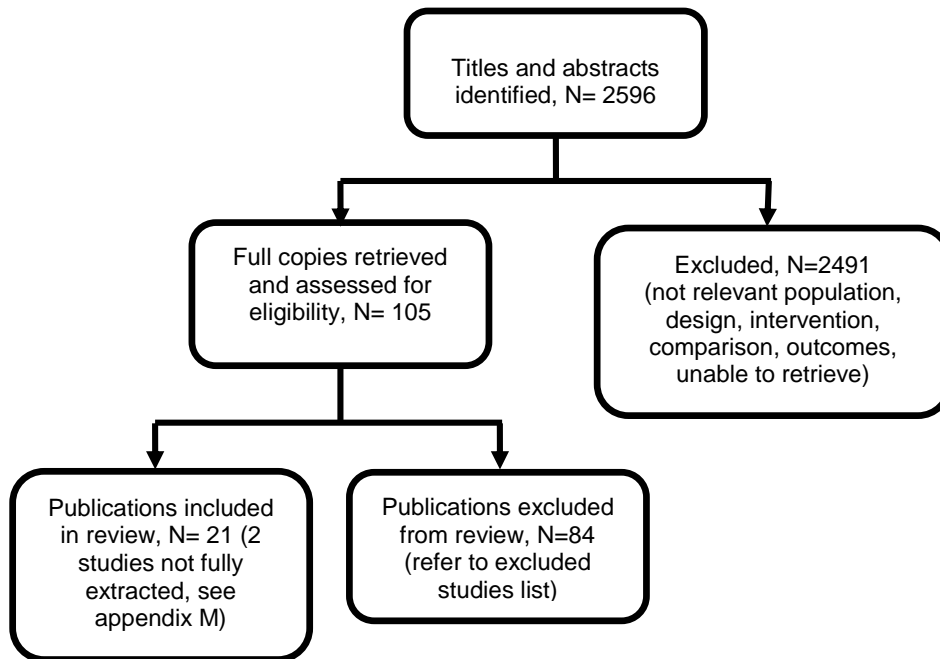 Titles and abstracts
identified, N= 2596
Full copies retrieved
and assessed for
eligibility, N= 105
Excluded, N=2491
(not relevant population,
design, intervention,
comparison, outcomes,
unable to retrieve)
Publications included
in review, N= 21 (2
studies not fully
extracted, see
appendix M)
Publications excluded
from review, N=84
(refer to excluded
studies list)